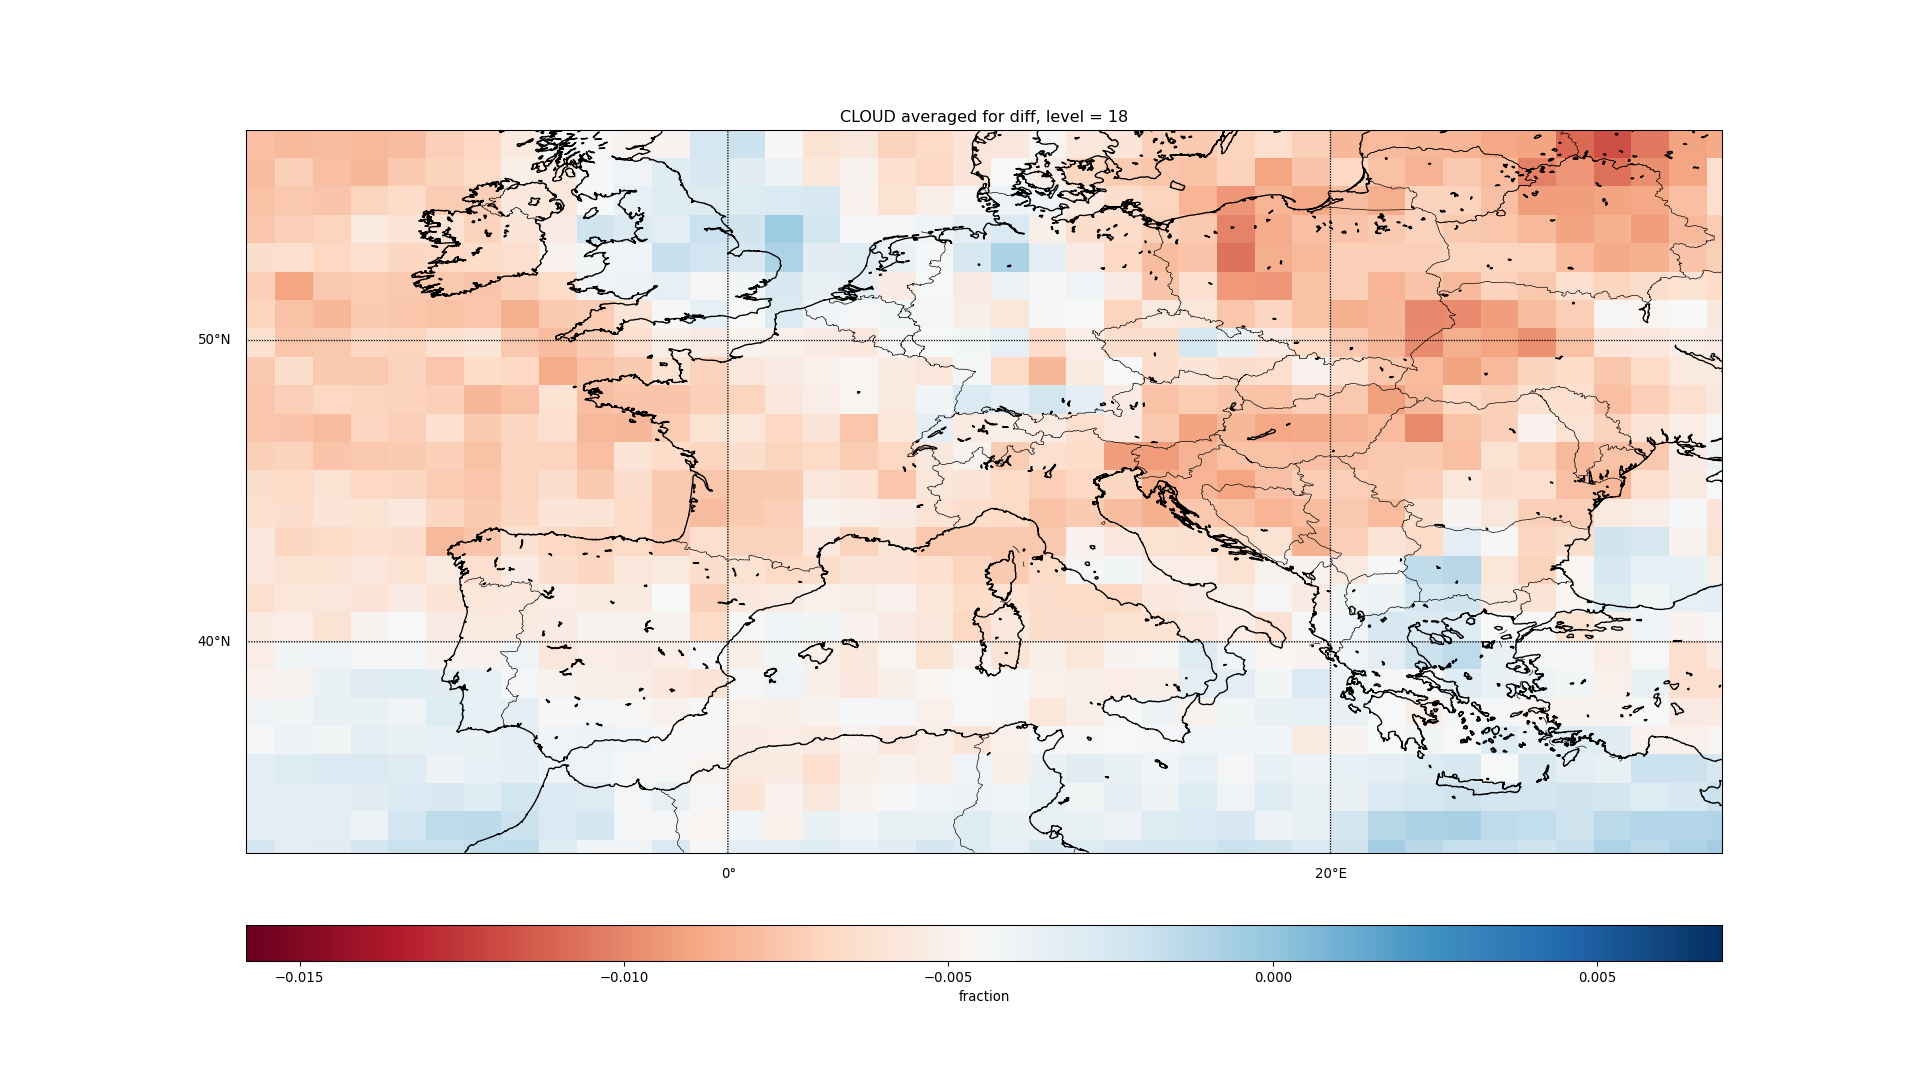 CLOUD averaged for diff, level = 18
50°N
40°N
0°
20°E
−0.015
−0.010
−0.005
0.000
0.005
fraction